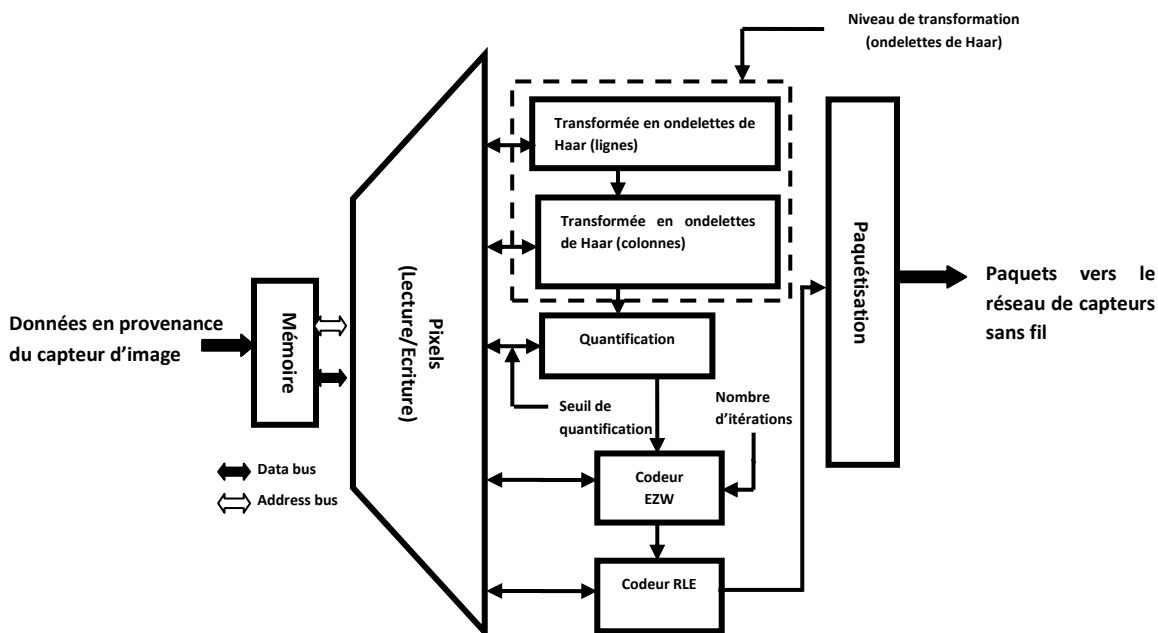 Niveau de transformation
(ondelettes de Haar)
Transformée en ondelettes de
Haar (lignes)
Transformée en ondelettes
de Haar (colonnes)
Quantification
Seuil de
quantification
Nombre
d'itérations
Codeur
EZW
Codeur RLE
Paquétisation
Paquets vers le
réseau de capteurs
sans fil
Données en provenance
du capteur d'image
Mémoire
Pixels
(Lecture/Ecriture)
Data bus
Address bus